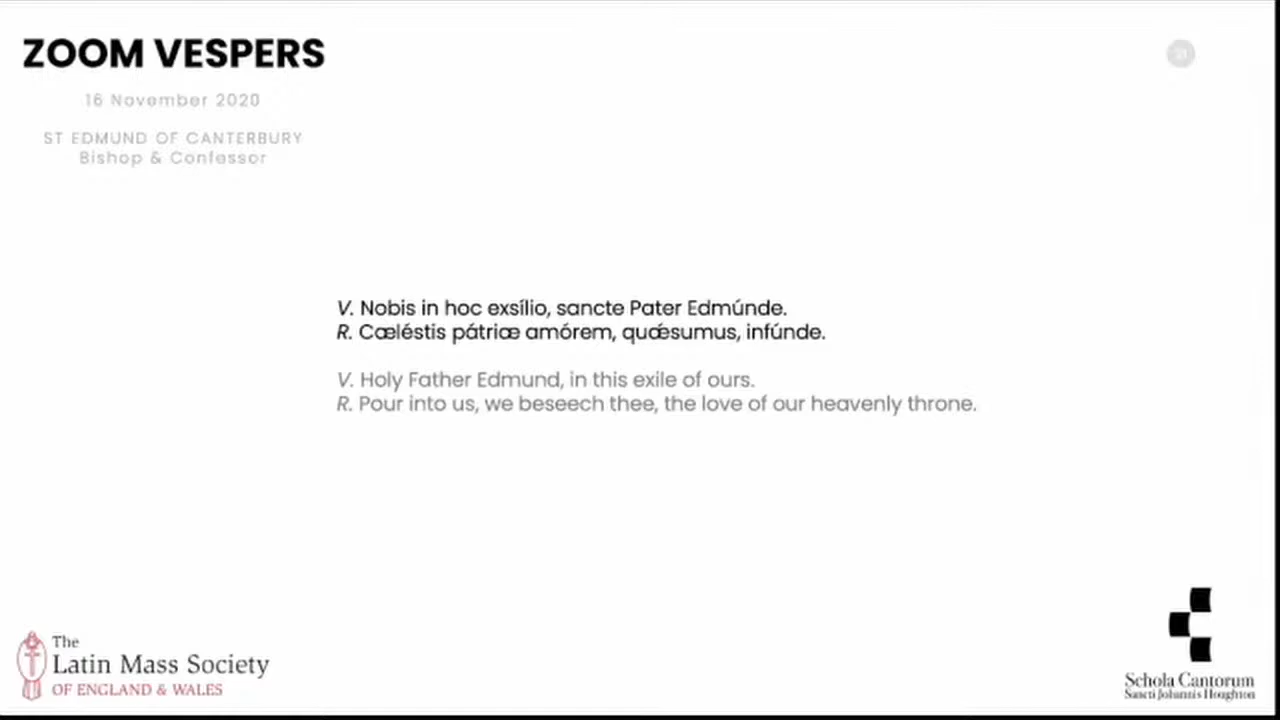 ZOOM VESPERS
16 November 2020
ST EDMUND OF CANTERBURY
Bishop & Confessor
V. Nobis in hoc exsílio, sancte Pater Edmúnde.
R. Cæléstis pátriæ amórem, quǽsumus, infúnde.
V. Holy Father Edmund, in this exile of ours.
R. Pour into us, we beseech thee, the love of our heavenly throne.
The
Latin Mass Society
OF ENGLAND & WALES
Schola Cantorum
Sancti Johannis Houghton